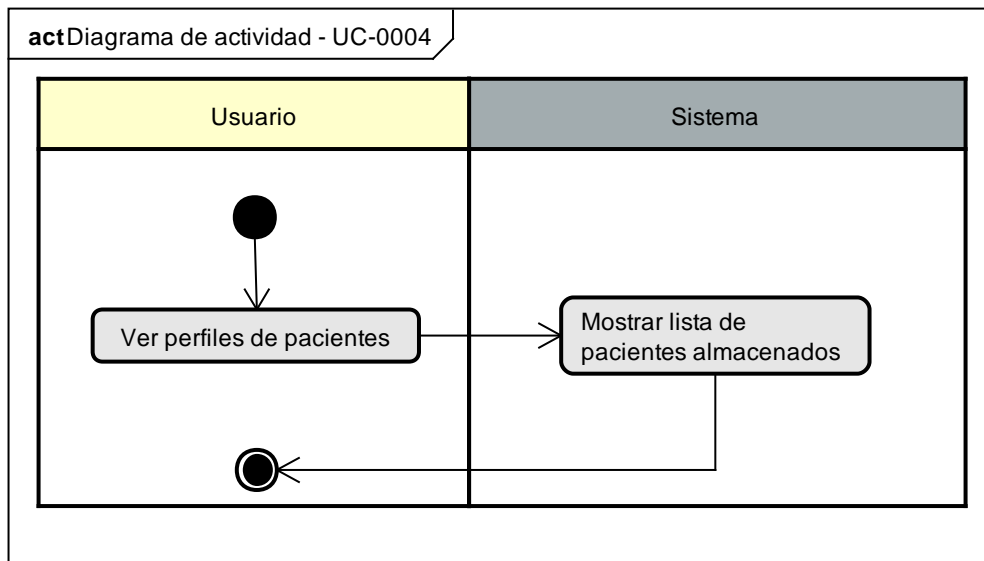 act Diagrama de actividad - UC-0004
Usuario
Sistema
Ver perfiles de pacientes
Mostrar lista de
pacientes almacenados